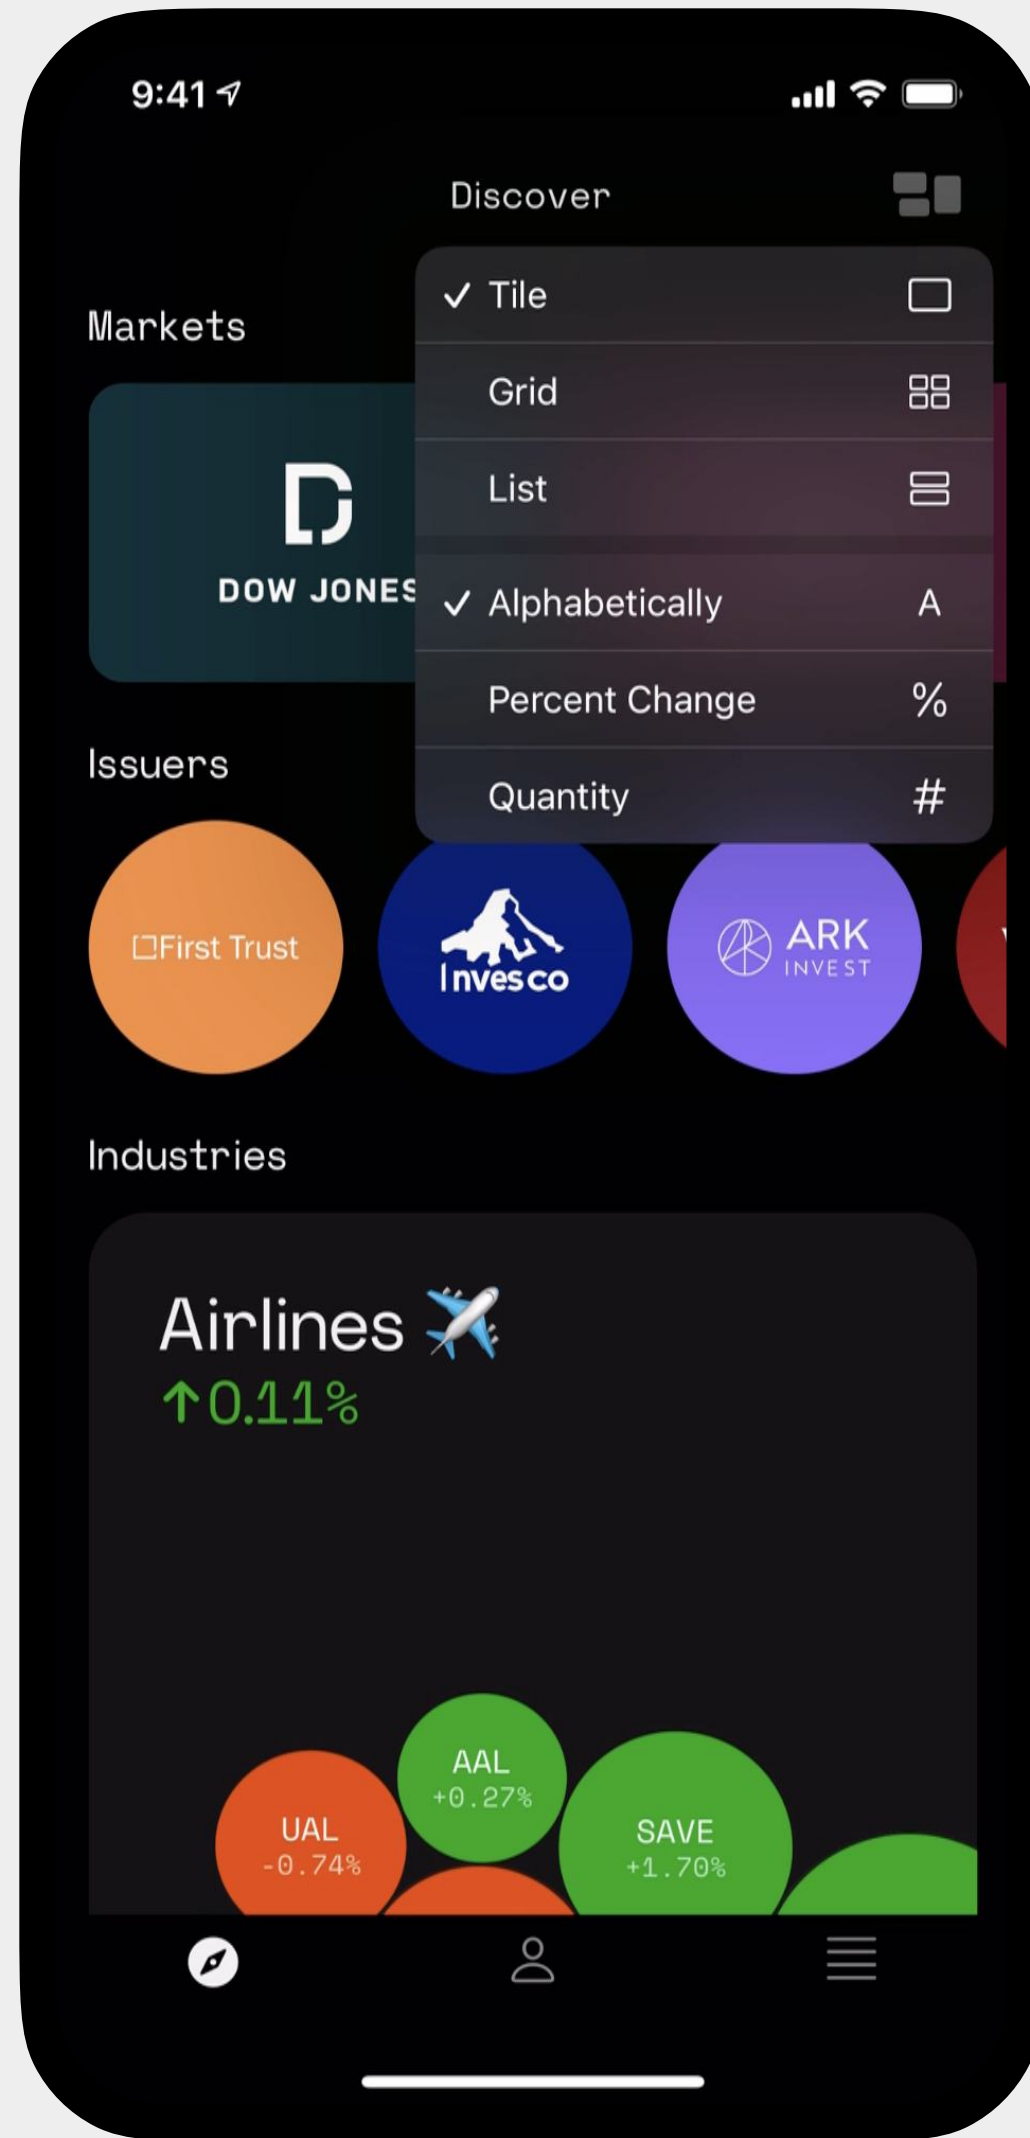 9:41
Discover
Tile
Grid
List
Alphabetically A
Percent Change %
Quantity #
Markets
D
DOW JONES
Issuers
First Trust
Invesco
ARK
INVEST
Industries
Airlines ✈️
↑0.11%
AAL
+0.27%
UAL
-0.74%
SAVE
+1.70%